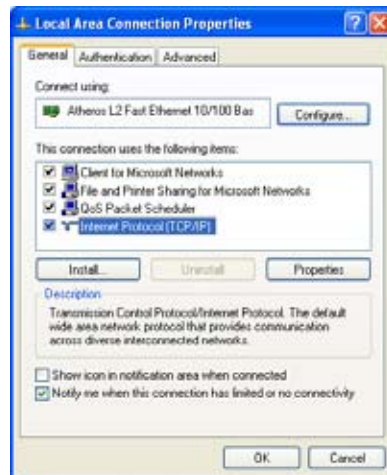 Local Area Connection Properties
General Authentication Advanced
Connect using:
Atheros L2 Fast Ethernet 10/100 Bas
Configure...
This connection uses the following items:
Client for Microsoft Networks
File and Printer Sharing for Microsoft Networks
QoS Packet Scheduler
Internet Protocol (TCP/IP)
Install... Uninstall Properties
Description
Transmission Control Protocol/Internet Protocol. The default
wide area network protocol that provides communication
across diverse interconnected networks.
Show icon in notification area when connected
Notify me when this connection has limited or no connectivity
OK Cancel